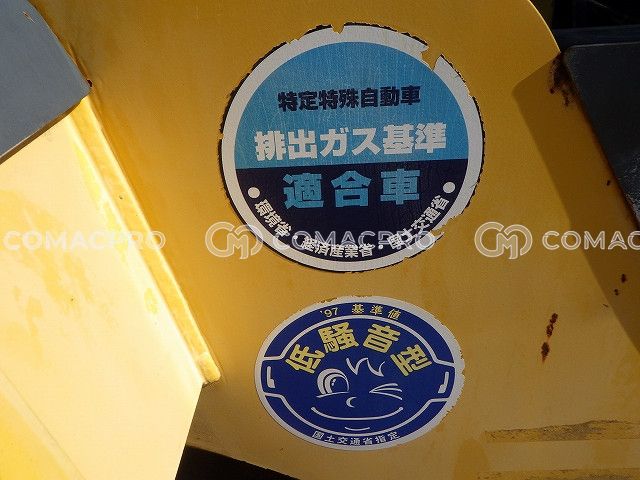 特定特殊自動車
排出ガス基準
適合車
●環境省・経済産業省・国土交通省●
COMACPRO
CM COMACPRO
CM COMAC
'97 基準値
低騒音型
国土交通省指定